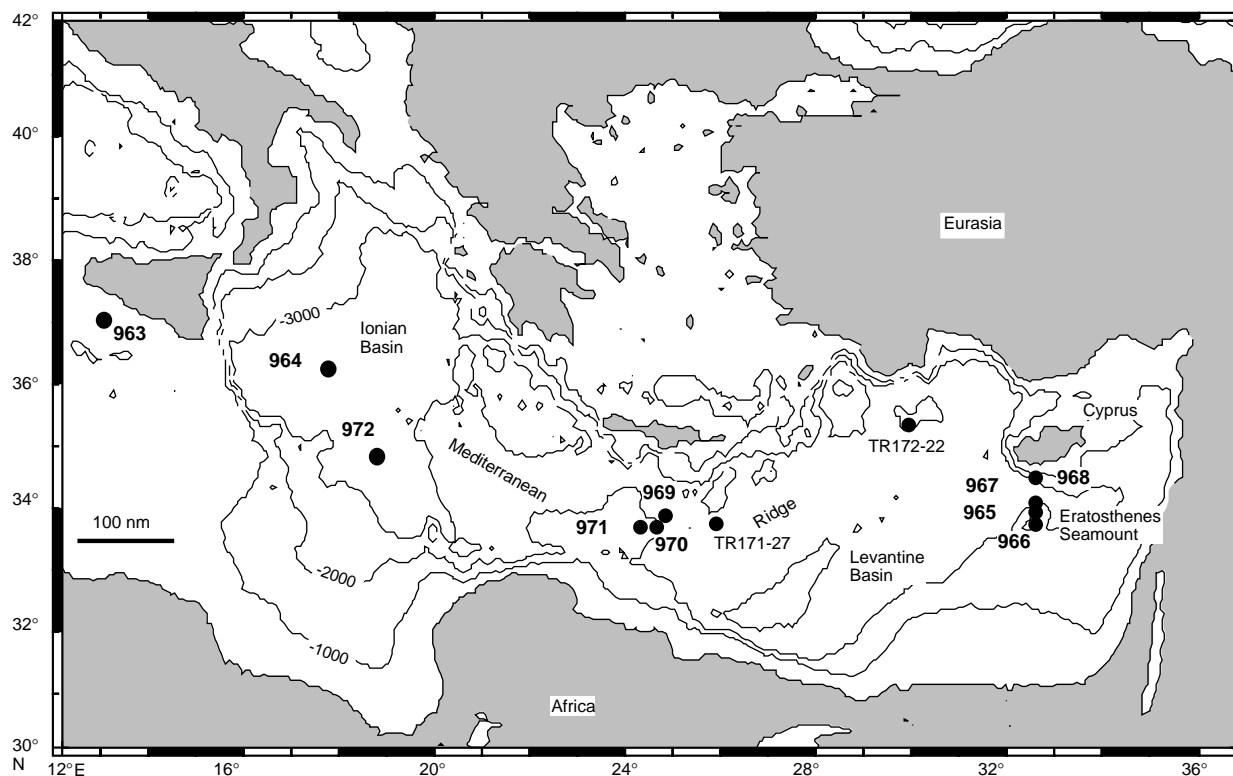 42°
40°
38°
36°
34°
32°
30°
N
12°E
16°
20°
24°
28°
32°
36°
Eurasia
963
-3000
Ionian
Basin
964
Cyprus
972
TR172-22
Mediterranean
968
967
969
100 nm
Ridge
965
Eratosthenes
Seamount
971
970
TR171-27
966
Levantine
Basin
-2000
-1000
Africa